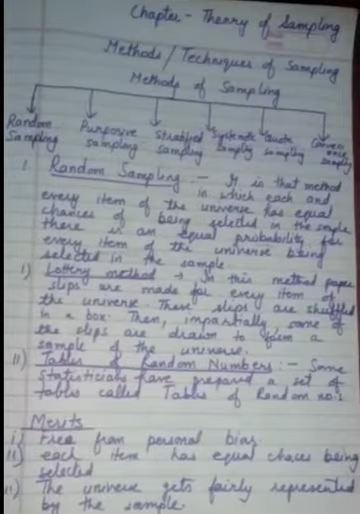 Chapter - Theory of Sampling
Methods/Techniques of Sampling
Methods of Sampling
Random Sampling
Purposive sampling
Stratified sampling
Systematic sampling
Quota sampling
Convenience sampling
1. Random Sampling :- It is that method
in which each and
every item of the universe has equal
chances of being selected in the sample
there is an equal probability for
every item of the universe being
selected in the sample.
i) Lottery method → In this method paper
slips are made for every item of
the universe. These slips are shuffled
in a box. Then, impartially, some of
the slips are drawn to form a
sample of the universe.
ii) Tables of Random Numbers :- Some
statisticians have prepared a set of
tables called Tables of Random no.s
Merits
i) Free from personal bias
ii) each item has equal chaces being
selected
iii) The universe gets fairly represented
by the sample.